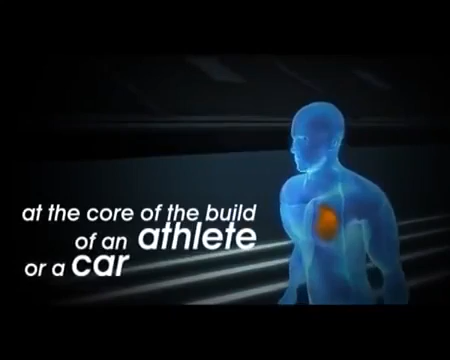 at the core of the build
of an athlete
or a car